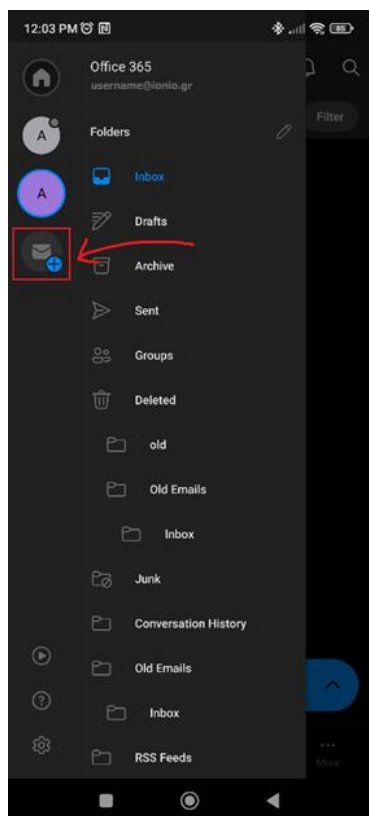 12:03 PM
85
Office 365
username@ionio.gr
Filter
A
Folders
A
Inbox
Drafts
Archive
Sent
Groups
Deleted
old
Old Emails
Inbox
Junk
Conversation History
Old Emails
Inbox
RSS Feeds
More